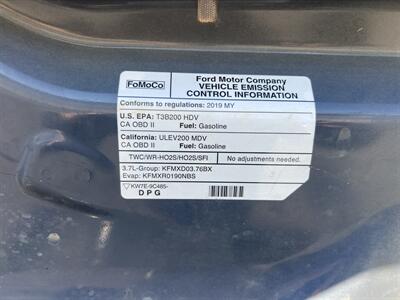 FoMoCo
Ford Motor Company
VEHICLE EMISSION
CONTROL INFORMATION
Conforms to regulations: 2019 MY
U.S. EPA: T3B200 HDV
CA OBD II Fuel: Gasoline
California: ULEV200 MDV
CA OBD II Fuel: Gasoline
TWC/WR-HO2S/HO2S/SFI No adjustments needed.
3.7L-Group: KFMXD03.76BX
Evap: KFMXR0190NBS
KW7E-9C485-
DPG